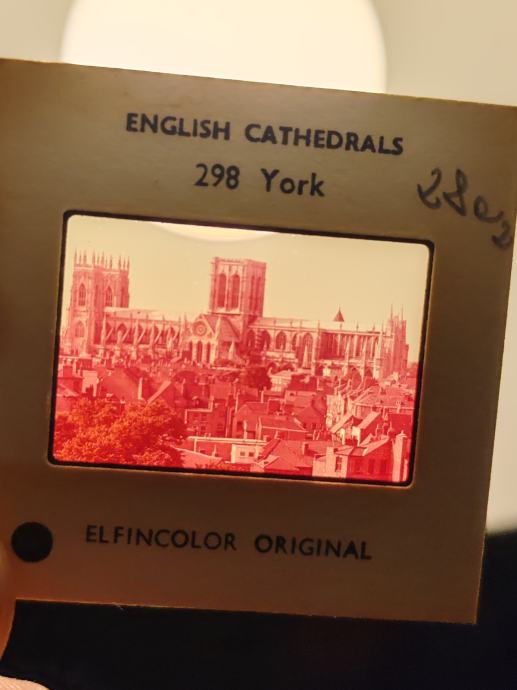 ENGLISH CATHEDRALS
298 York
ELFINCOLOR ORIGINAL